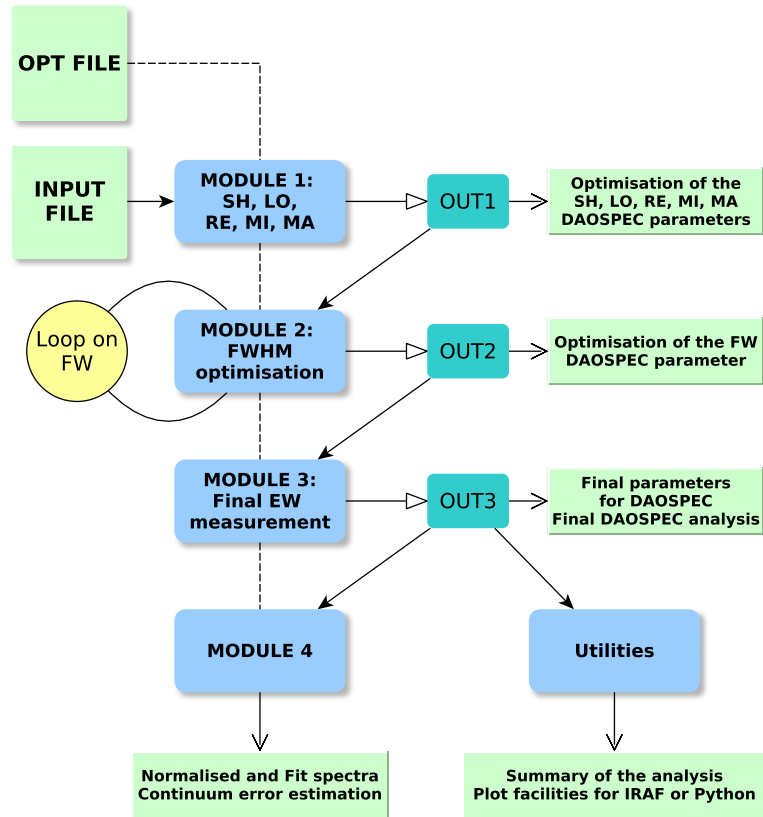 OPT FILE
INPUT
FILE
MODULE 1:
SH, LO,
RE, MI, MA
OUT1
Optimisation of the
SH, LO, RE, MI, MA
DAOSPEC parameters
Loop on
FW
MODULE 2:
FWHM
optimisation
OUT2
Optimisation of the FW
DAOSPEC parameter
MODULE 3:
Final EW
measurement
OUT3
Final parameters
for DAOSPEC
Final DAOSPEC analysis
MODULE 4
Utilities
Normalised and Fit spectra
Continuum error estimation
Summary of the analysis
Plot facilities for IRAF or Python